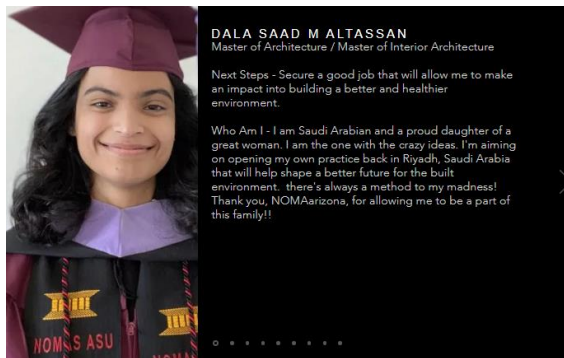 DALA SAAD M ALTASSAN
Master of Architecture / Master of Interior Architecture
Next Steps - Secure a good job that will allow me to make
an impact into building a better and healthier
environment.
Who Am I - I am Saudi Arabian and a proud daughter of a
great woman. I am the one with the crazy ideas. I'm aiming
on opening my own practice back in Riyadh, Saudi Arabia
that will help shape a better future for the built
environment.  there's always a method to my madness!
Thank you, NOMAarizona, for allowing me to be a part of
this family!!
NOMAS ASU